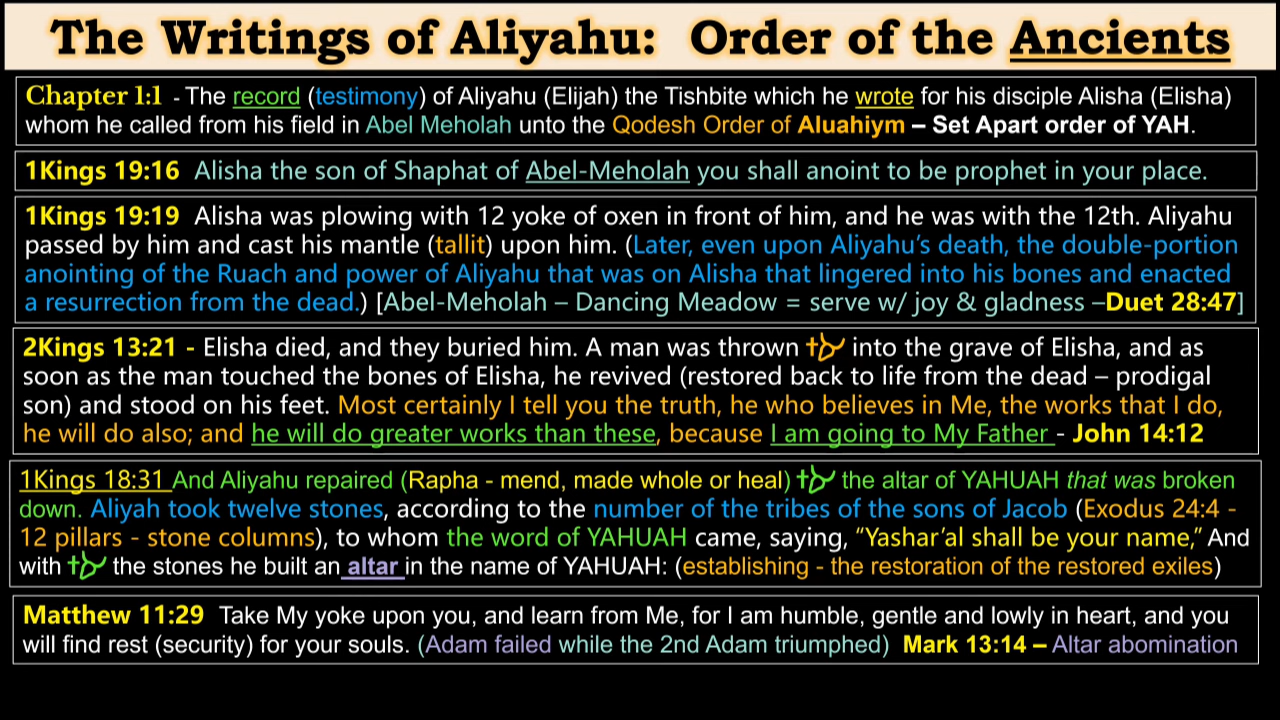 The Writings of Aliyahu: Order of the Ancients
Chapter 1:1 - The record (testimony) of Aliyahu (Elijah) the Tishbite which he wrote for his disciple Alisha (Elisha)
whom he called from his field in Abel Meholah unto the Qodesh Order of Aluahiym – Set Apart order of YAH.
1Kings 19:16 Alisha the son of Shaphat of Abel-Meholah you shall anoint to be prophet in your place.
1Kings 19:19 Alisha was plowing with 12 yoke of oxen in front of him, and he was with the 12th. Aliyahu
passed by him and cast his mantle (tallit) upon him. (Later, even upon Aliyahu's death, the double-portion
anointing of the Ruach and power of Aliyahu that was on Alisha that lingered into his bones and enacted
a resurrection from the dead.) [Abel-Meholah – Dancing Meadow = serve w/ joy & gladness –Duet 28:47]
2Kings 13:21 - Elisha died, and they buried him. A man was thrown into the grave of Elisha, and as
soon as the man touched the bones of Elisha, he revived (restored back to life from the dead – prodigal
son) and stood on his feet. Most certainly I tell you the truth, he who believes in Me, the works that I do,
he will do also; and he will do greater works than these, because I am going to My Father - John 14:12
1Kings 18:31 And Aliyahu repaired (Rapha - mend, made whole or heal) the altar of YAHUAH that was broken
down. Aliyah took twelve stones, according to the number of the tribes of the sons of Jacob (Exodus 24:4 -
12 pillars - stone columns), to whom the word of YAHUAH came, saying, "Yashar'al shall be your name," And
with the stones he built an altar in the name of YAHUAH: (establishing - the restoration of the restored exiles)
Matthew 11:29 Take My yoke upon you, and learn from Me, for I am humble, gentle and lowly in heart, and you
will find rest (security) for your souls. (Adam failed while the 2nd Adam triumphed) Mark 13:14 – Altar abomination